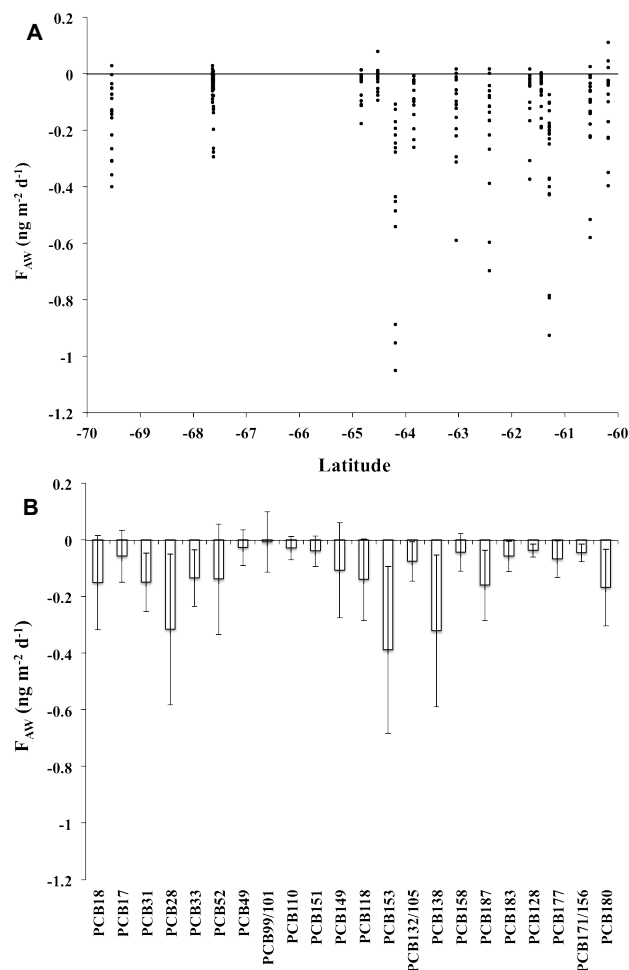 A
0.2
0
-0.2
-0.4
-0.6
-0.8
-1
-1.2
F_AW (ng m⁻² d⁻¹)
-70 -69 -68 -67 -66 -65 -64 -63 -62 -61 -60
Latitude
B
0.2
0
-0.2
-0.4
-0.6
-0.8
-1
-1.2
F_AW (ng m⁻² d⁻¹)
PCB18
PCB17
PCB31
PCB28
PCB33
PCB52
PCB49
PCB99/101
PCB110
PCB151
PCB149
PCB118
PCB153
PCB132/105
PCB138
PCB158
PCB187
PCB183
PCB128
PCB177
PCB171/156
PCB180